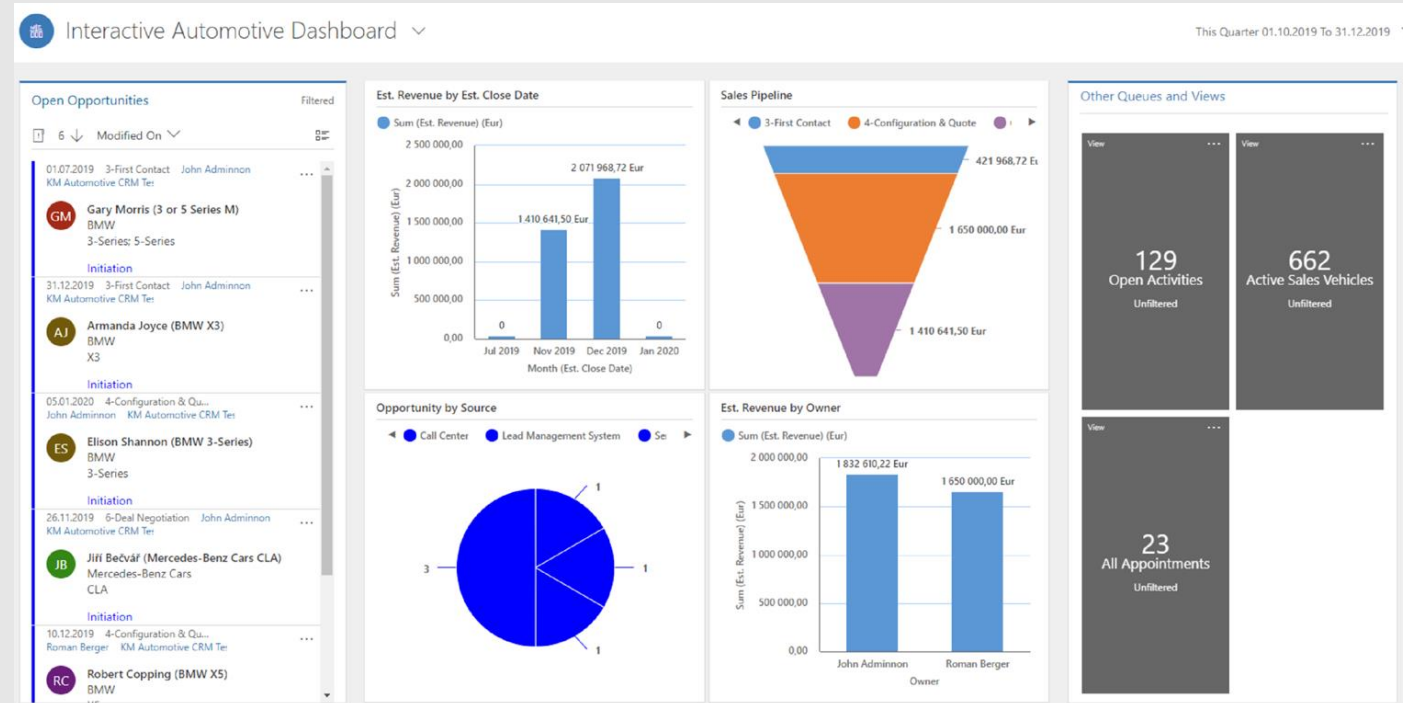 Interactive Automotive Dashboard
This Quarter 01.10.2019 To 31.12.2019
Open Opportunities
Filtered
6 Modified On
01.07.2019 3-First Contact John Adminnon
KM Automotive CRM Tes
GM
Gary Morris (3 or 5 Series M)
BMW
3-Series; 5-Series
Initiation
31.12.2019 3-First Contact John Adminnon
KM Automotive CRM Tes
AJ
Armanda Joyce (BMW X3)
BMW
X3
Initiation
05.01.2020 4-Configuration & Qu...
John Adminnon KM Automotive CRM Tes
ES
Elison Shannon (BMW 3-Series)
BMW
3-Series
Initiation
26.11.2019 6-Deal Negotiation John Adminnon
KM Automotive CRM Tes
JB
Jiří Bečvář (Mercedes-Benz Cars CLA)
Mercedes-Benz Cars
CLA
Initiation
10.12.2019 4-Configuration & Qu...
Roman Berger KM Automotive CRM Te
RC
Robert Copping (BMW X5)
BMW
Est. Revenue by Est. Close Date
Sum (Est. Revenue) (Eur)
Sum (Est. Revenue) (Eur)
2 500 000,00
2 000 000,00
1 500 000,00
1 000 000,00
500 000,00
0,00
0
1 410 641,50 Eur
2 071 968,72 Eur
0
Jul 2019 Nov 2019 Dec 2019 Jan 2020
Month (Est. Close Date)
Sales Pipeline
3-First Contact 4-Configuration & Quote
421 968,72 Eu
1 650 000,00 Eur
1 410 641,50 Eur
Opportunity by Source
Call Center Lead Management System Se
1
1
1
3
Est. Revenue by Owner
Sum (Est. Revenue) (Eur)
Sum (Est. Revenue) (Eur)
2 000 000,00
1 500 000,00
1 000 000,00
500 000,00
0,00
1 832 610,22 Eur
1 650 000,00 Eur
John Adminnon Roman Berger
Owner
Other Queues and Views
View ...
129
Open Activities
Unfiltered
View ...
662
Active Sales Vehicles
Unfiltered
View ...
23
All Appointments
Unfiltered